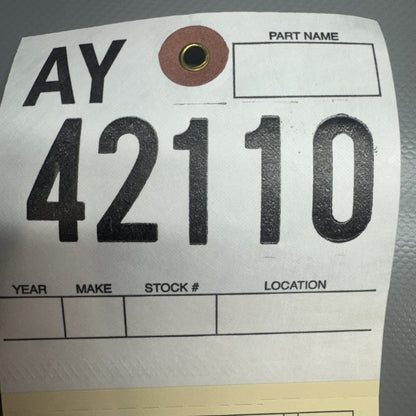 AY
PART NAME
42110
YEAR MAKE STOCK # LOCATION